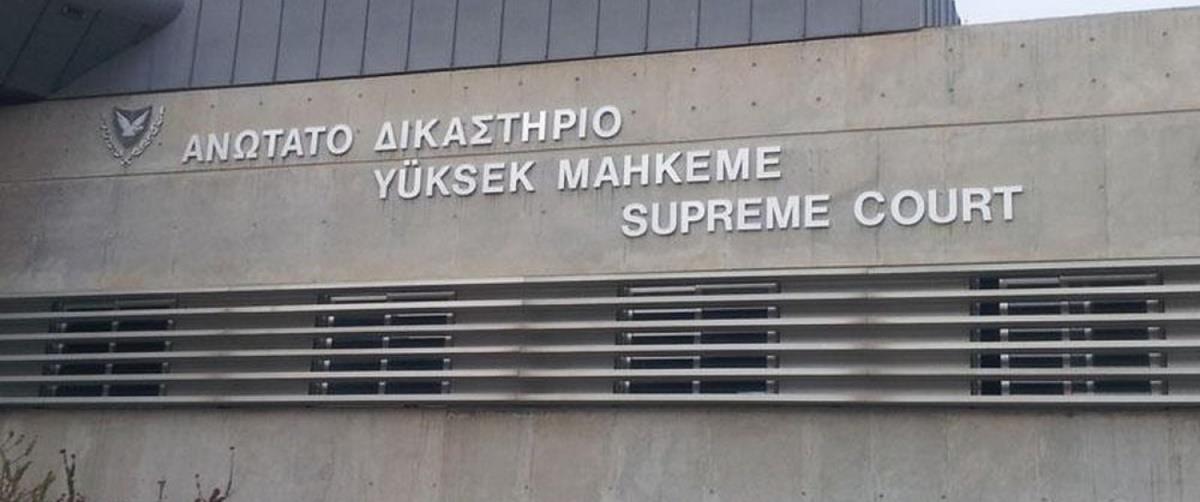 ΑΝΩΤΑΤΟ ΔΙΚΑΣΤΗΡΙΟ
YÜKSEK MAHKEME
SUPREME COURT